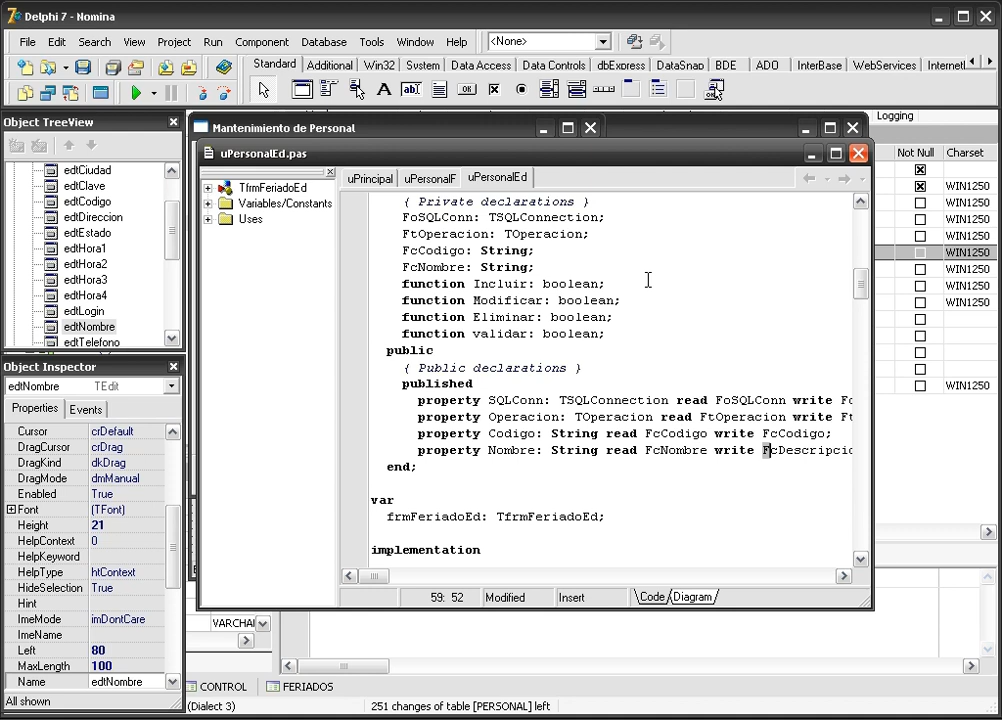 Delphi 7 - Nomina
File Edit Search View Project Run Component Database Tools Window Help <None>
Standard Additional Win32 System Data Access Data Controls dbExpress DataSnap BDE ADO InterBase WebServices
Object TreeView
edtCiudad
edtClave
edtCodigo
edtDireccion
edtEstado
edtHora1
edtHora2
edtHora3
edtHora4
edtLogin
edtNombre
edtTelefono
Object Inspector
edtNombre TEdit
Properties Events
Cursor crDefault
DragCursor crDrag
DragKind dkDrag
DragMode dmManual
Enabled True
Font (TFont)
Height 21
HelpContext 0
HelpKeyword
HelpType htContext
HideSelection True
Hint
ImeMode imDontCare
ImeName
Left 80
MaxLength 100
Name edtNombre
All shown
Mantenimiento de Personal
uPersonalEd.pas
TfrmFeriadoEd
Variables/Constants
Uses
uPrincipal uPersonalF uPersonalEd
{ Private declarations }
FoSQLConn: TSQLConnection;
FtOperacion: TOperacion;
FcCodigo: String;
FcNombre: String;
function Incluir: boolean;
function Modificar: boolean;
function Eliminar: boolean;
function validar: boolean;
public
{ Public declarations }
published
property SQLConn: TSQLConnection read FoSQLConn write Fo
property Operacion: TOperacion read FtOperacion write Ft
property Codigo: String read FcCodigo write FcCodigo;
property Nombre: String read FcNombre write FcDescripcio
end;
var
frmFeriadoEd: TfrmFeriadoEd;
implementation
59: 52 Modified Insert Code Diagram
Logging
Not Null Charset
WIN1250
WIN1250
WIN1250
WIN1250
WIN1250
WIN1250
WIN1250
WIN1250
WIN1250
VARCHAI
CONTROL FERIADOS
(Dialect 3) 251 changes of table [PERSONAL] left